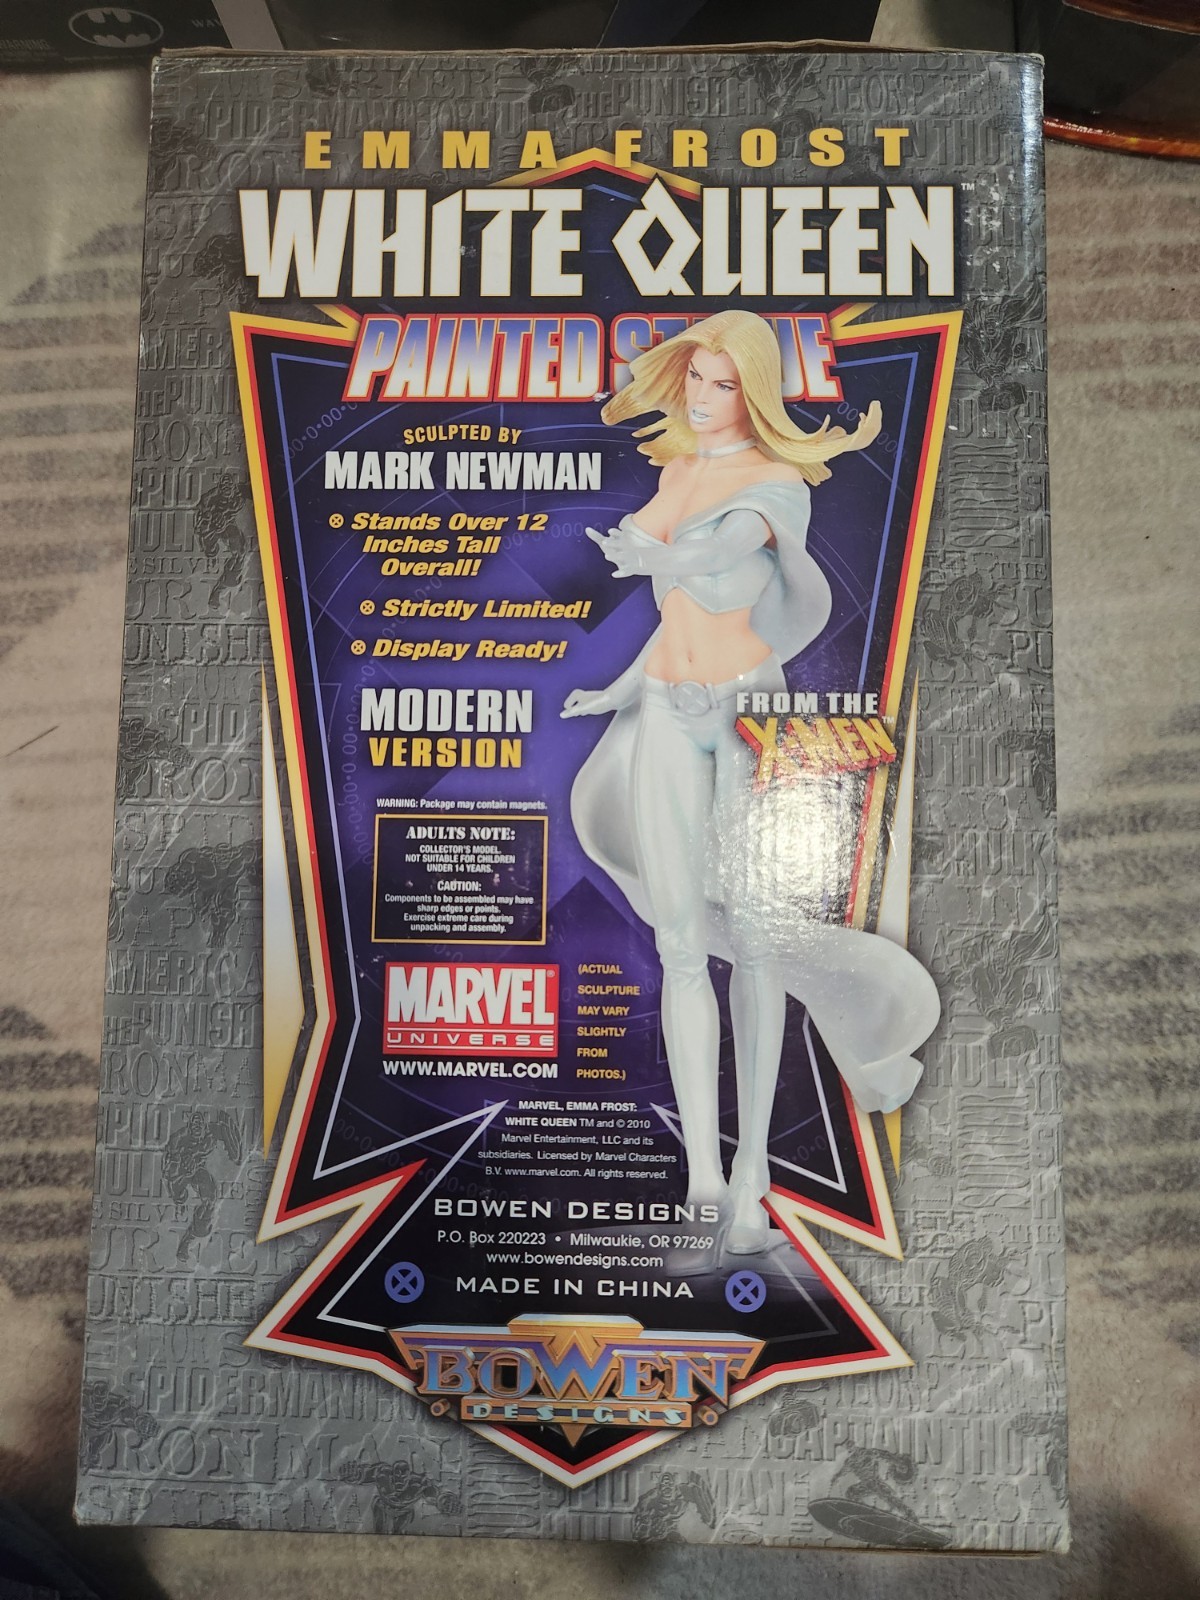 EMMA FROST
WHITE QUEEN™
PAINTED
SCULPTED BY
MARK NEWMAN
Stands Over 12
Inches Tall
Overall!
Strictly Limited!
Display Ready!
MODERN
VERSION
FROM THE
X-MEN™
WARNING: Package may contain magnets.
ADULTS NOTE:
COLLECTOR'S MODEL.
NOT SUITABLE FOR CHILDREN
UNDER 14 YEARS.
CAUTION:
Components to be assembled may have
sharp edges or points.
Exercise extreme care during
unpacking and assembly.
MARVEL®
UNIVERSE
WWW.MARVEL.COM
(ACTUAL
SCULPTURE
MAY VARY
SLIGHTLY
FROM
PHOTOS.)
MARVEL, EMMA FROST:
WHITE QUEEN TM and © 2010
Marvel Entertainment, LLC and its
subsidiaries. Licensed by Marvel Characters
B.V. www.marvel.com. All rights reserved.
BOWEN DESIGNS
P.O. Box 220223 • Milwaukie, OR 97269
www.bowendesigns.com
MADE IN CHINA
BOWEN
DESIGNS